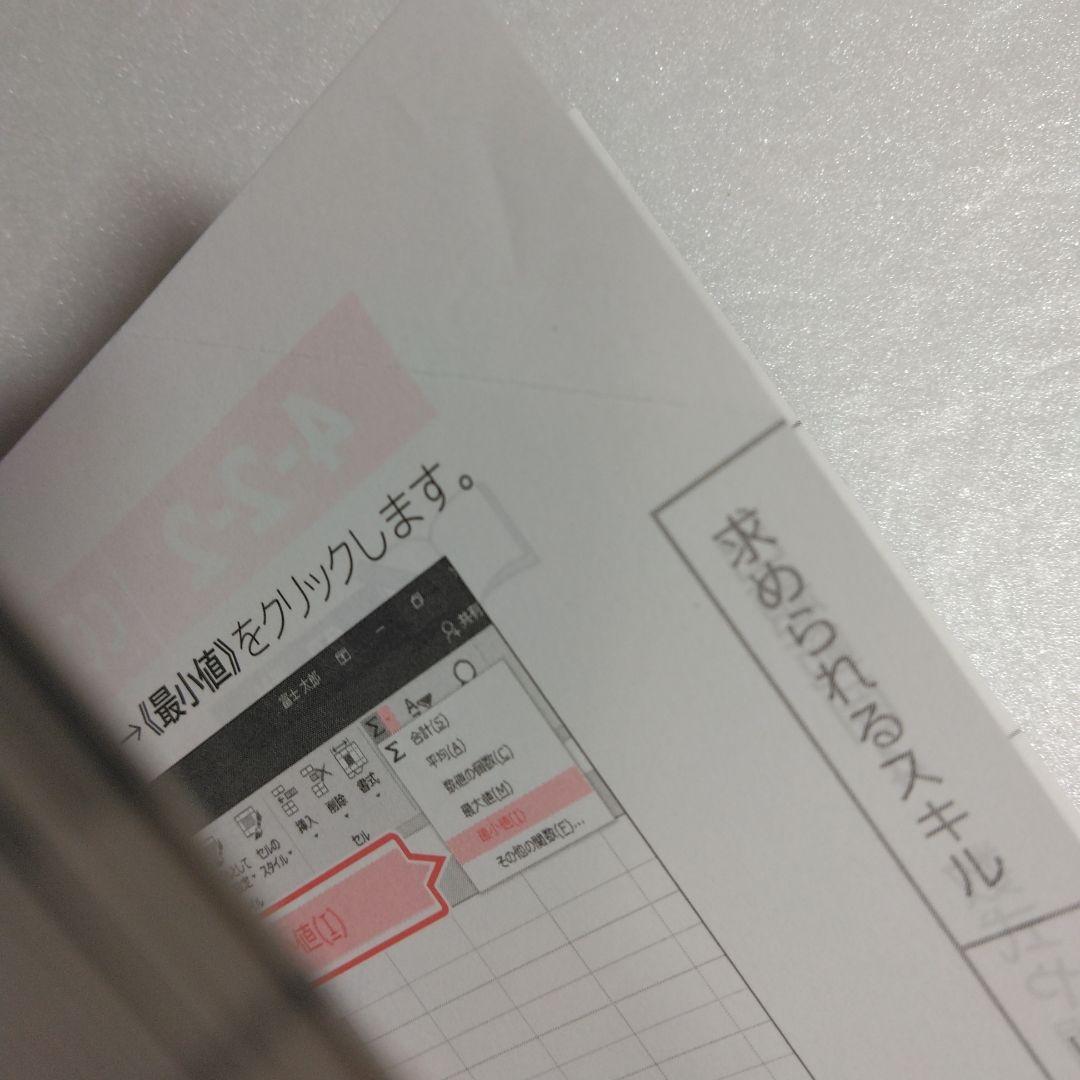 →《最小値》をクリックします。
富士 太郎
共有
Σ
挿入
削除
書式
セルの
スタイル
セル
Σ 合計(S)
平均(A)
数値の個数(C)
最大値(M)
最小値(I)
その他の関数(E)...
値(I)
求められるスキル
4-2-2